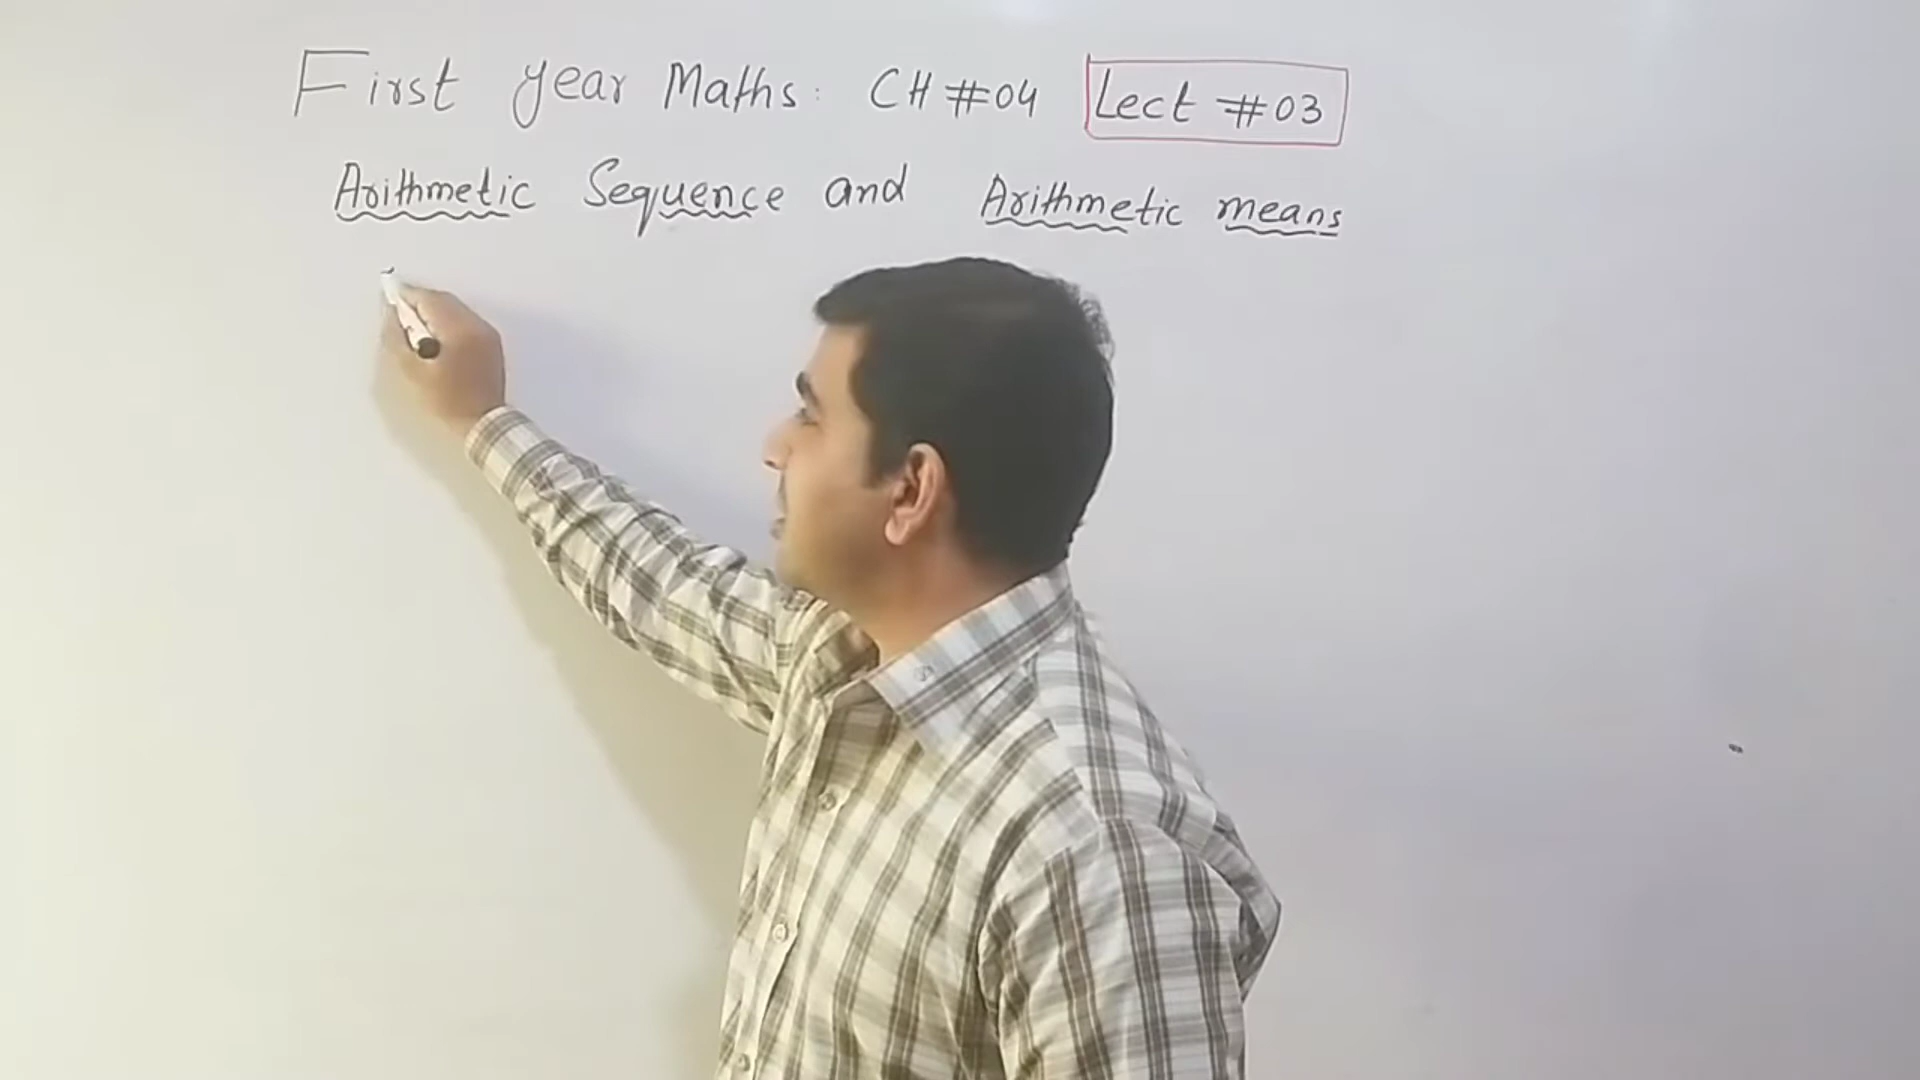 First year Maths: CH #04 Lect #03
Arithmetic Sequence and Arithmetic means